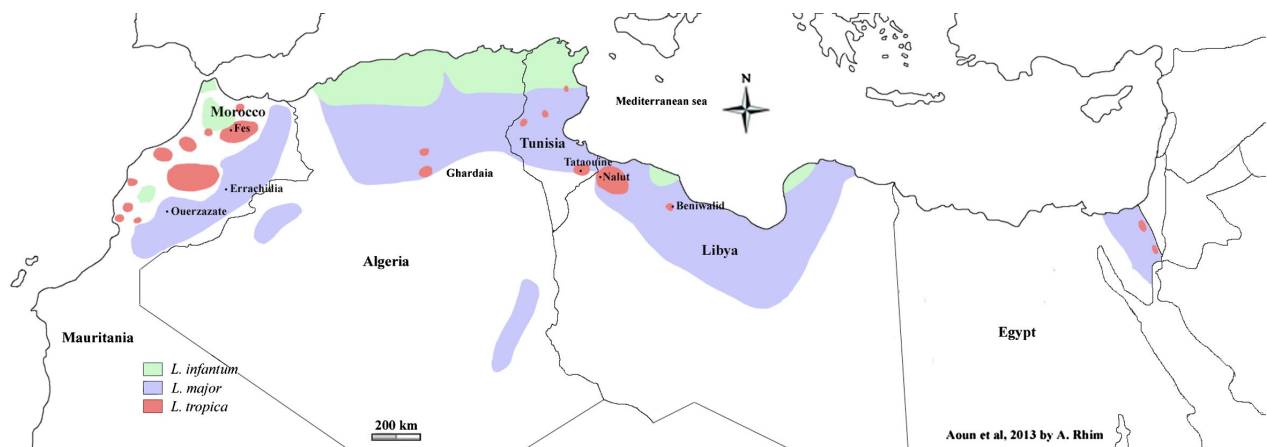 N
Mediterranean sea
Morocco
Fes
Tunisia
Tataouine
Ghardaia
Nalut
Errachilia
Ouerzazate
Beniwalid
Libya
Algeria
Mauritania
Egypt
L. infantum
L. major
L. tropica
200 km
Aoun et al, 2013 by A. Rhim